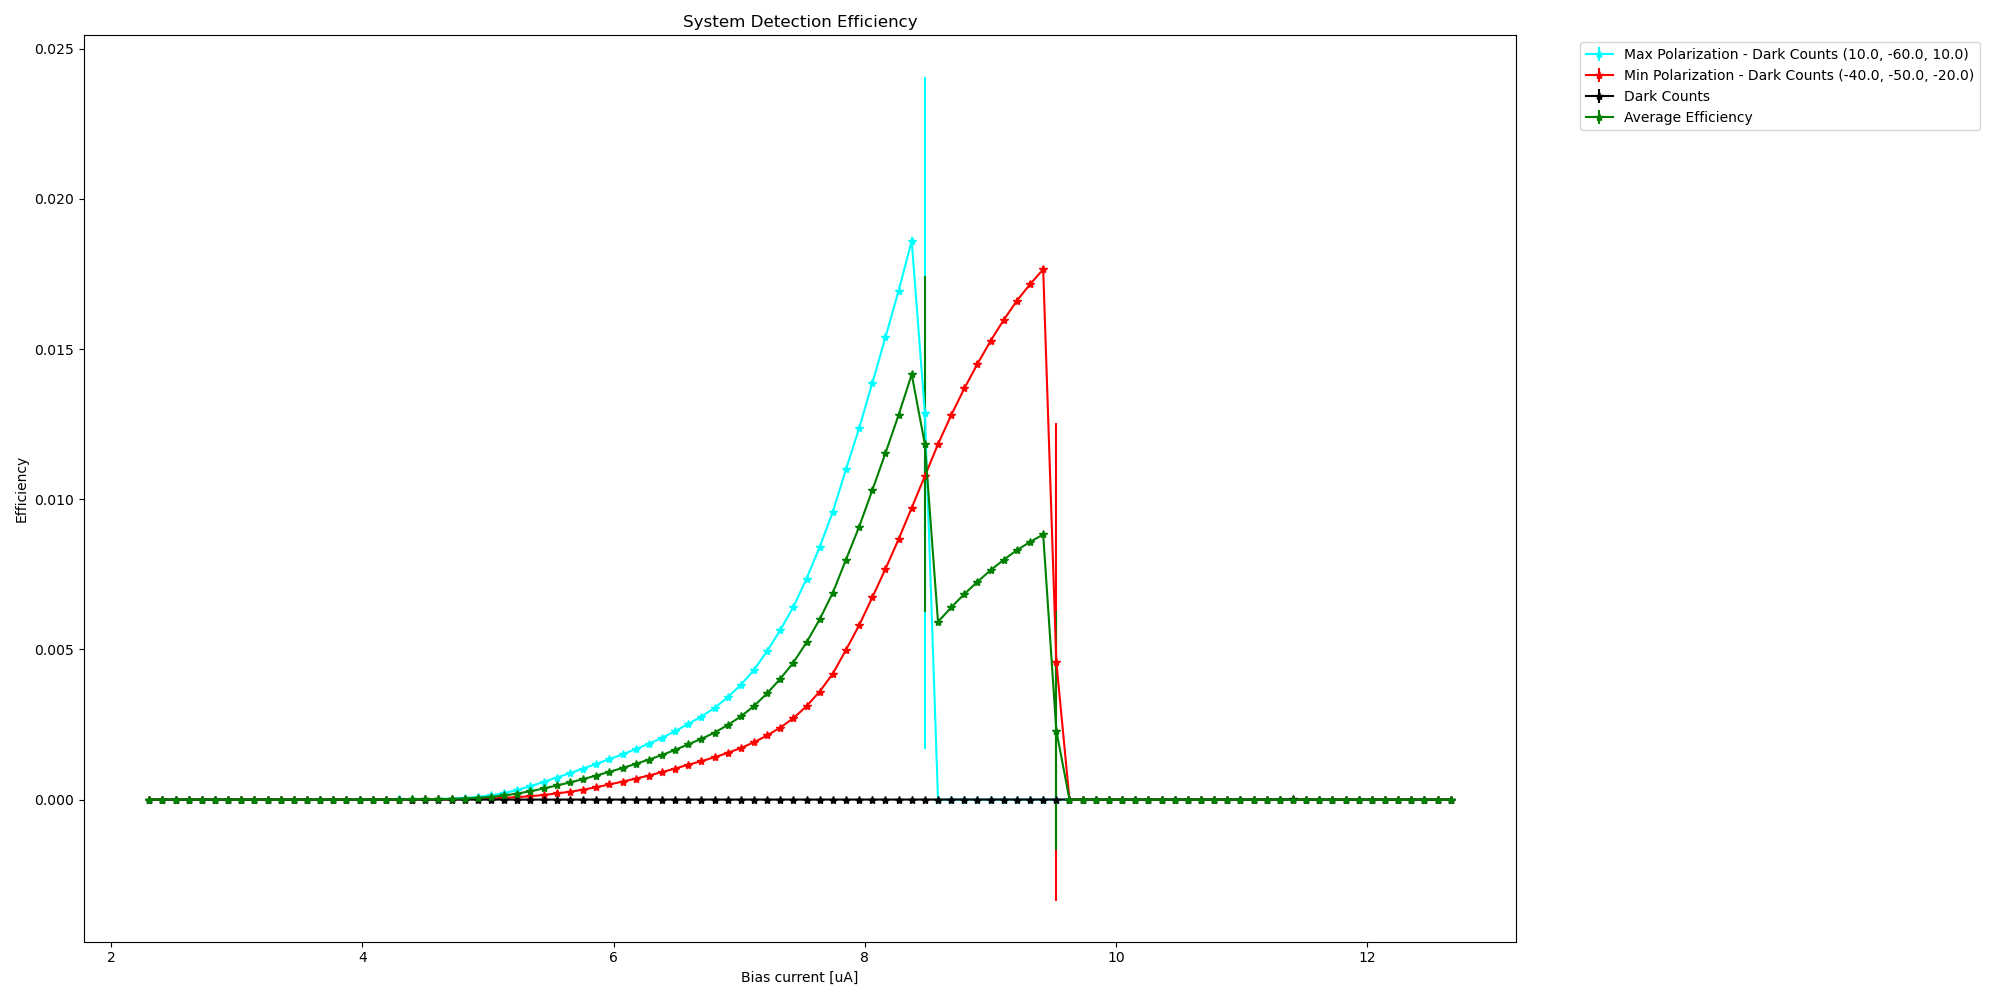 System Detection Efficiency
Max Polarization - Dark Counts (10.0, -60.0, 10.0)
Min Polarization - Dark Counts (-40.0, -50.0, -20.0)
Dark Counts
Average Efficiency
Efficiency
0.025
0.020
0.015
0.010
0.005
0.000
2 4 6 8 10 12
Bias current [uA]